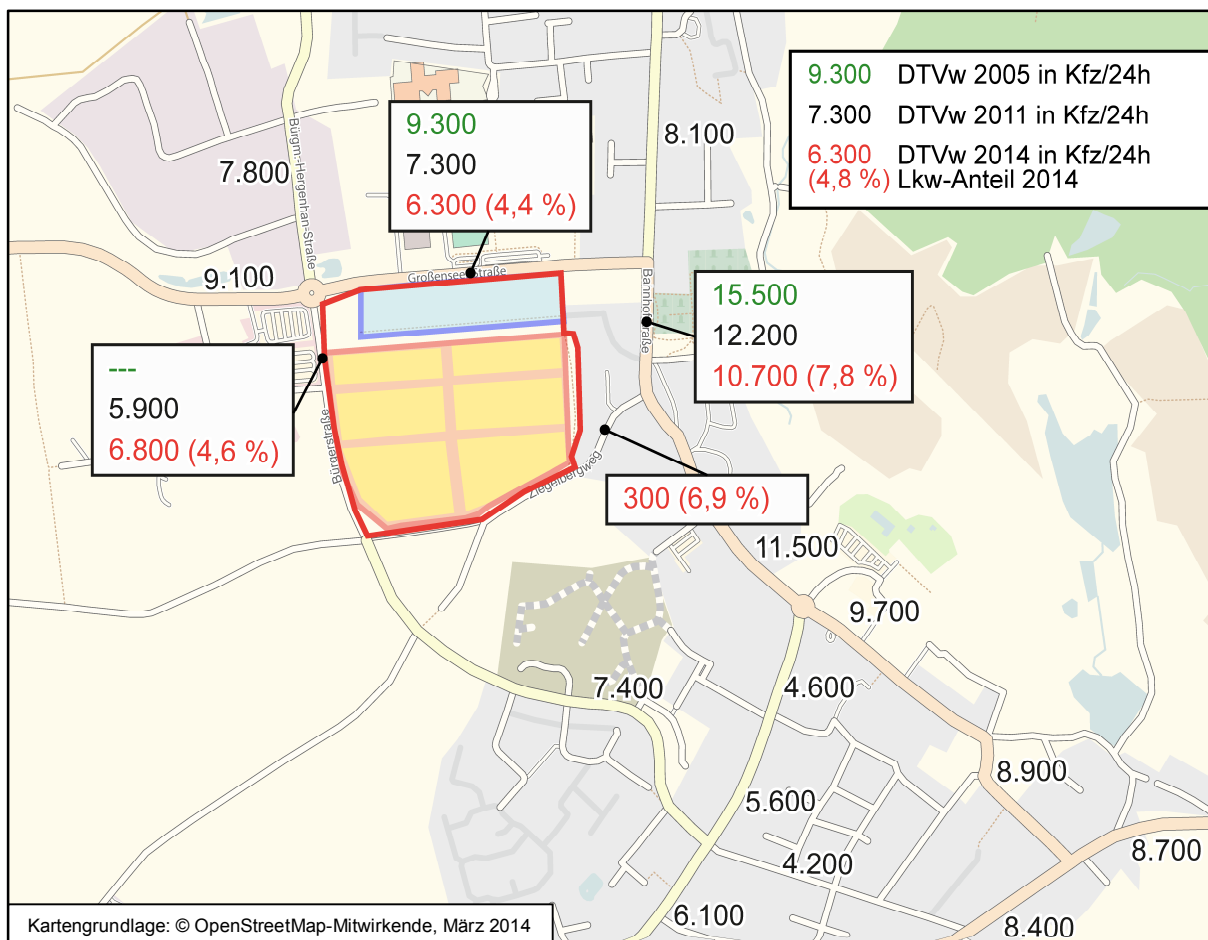 9.300 DTVw 2005 in Kfz/24h
7.300 DTVw 2011 in Kfz/24h
6.300 DTVw 2014 in Kfz/24h
(4,8 %) Lkw-Anteil 2014
9.300
7.300
6.300 (4,4 %)
8.100
7.800
Bürgm.-Hergenhan-Straße
9.100
Großensee Straße
Bahnhofstraße
15.500
12.200
10.700 (7,8 %)
---
5.900
6.800 (4,6 %)
Bürgerstraße
Ziegelbergweg
300 (6,9 %)
11.500
9.700
7.400
4.600
8.900
5.600
8.700
4.200
6.100
8.400
Kartengrundlage: © OpenStreetMap-Mitwirkende, März 2014